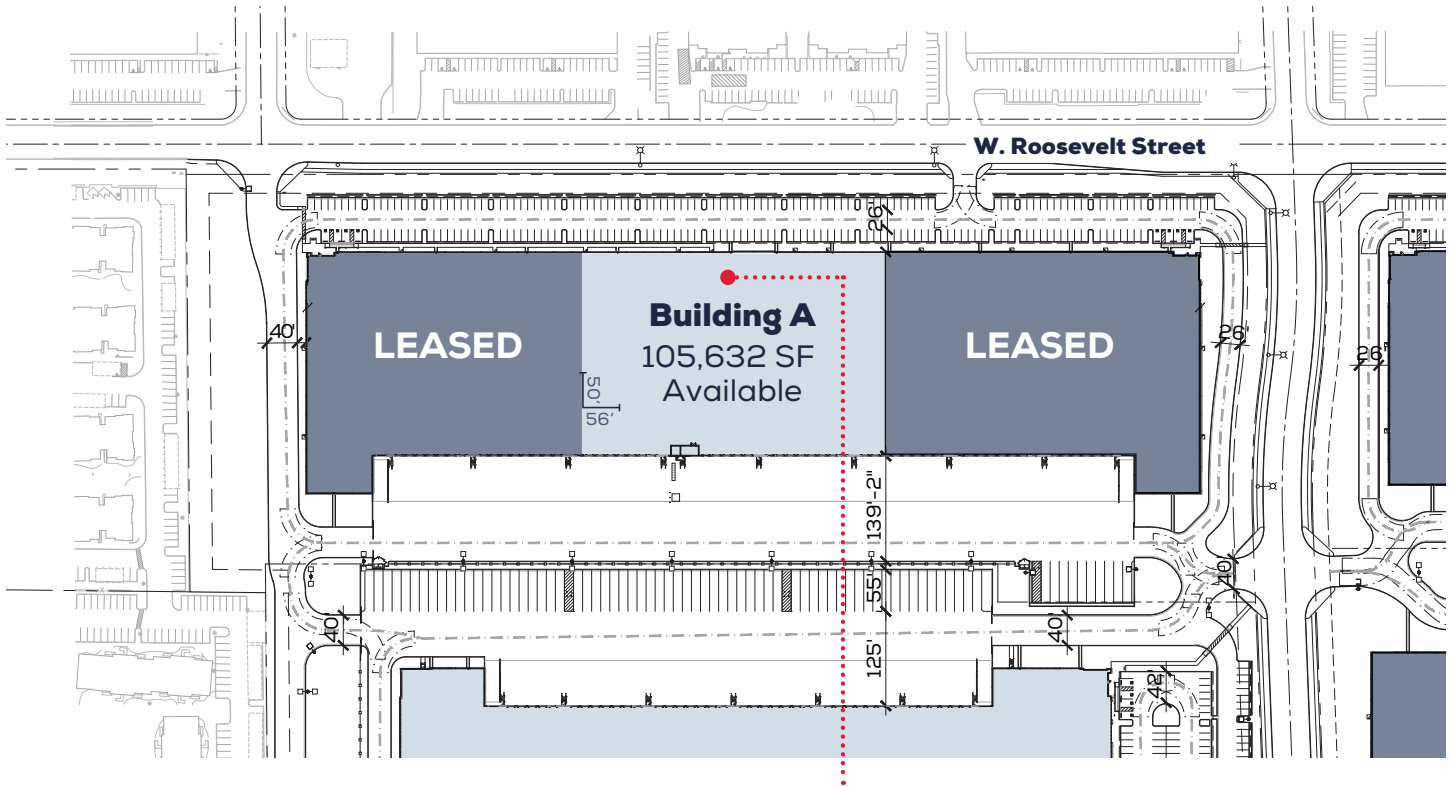 W. Roosevelt Street
26'
Building A
105,632 SF
Available
LEASED
LEASED
40'
26'
26'
50'
56'
139'-2"
55'
40'
40'
40'
125'
42'